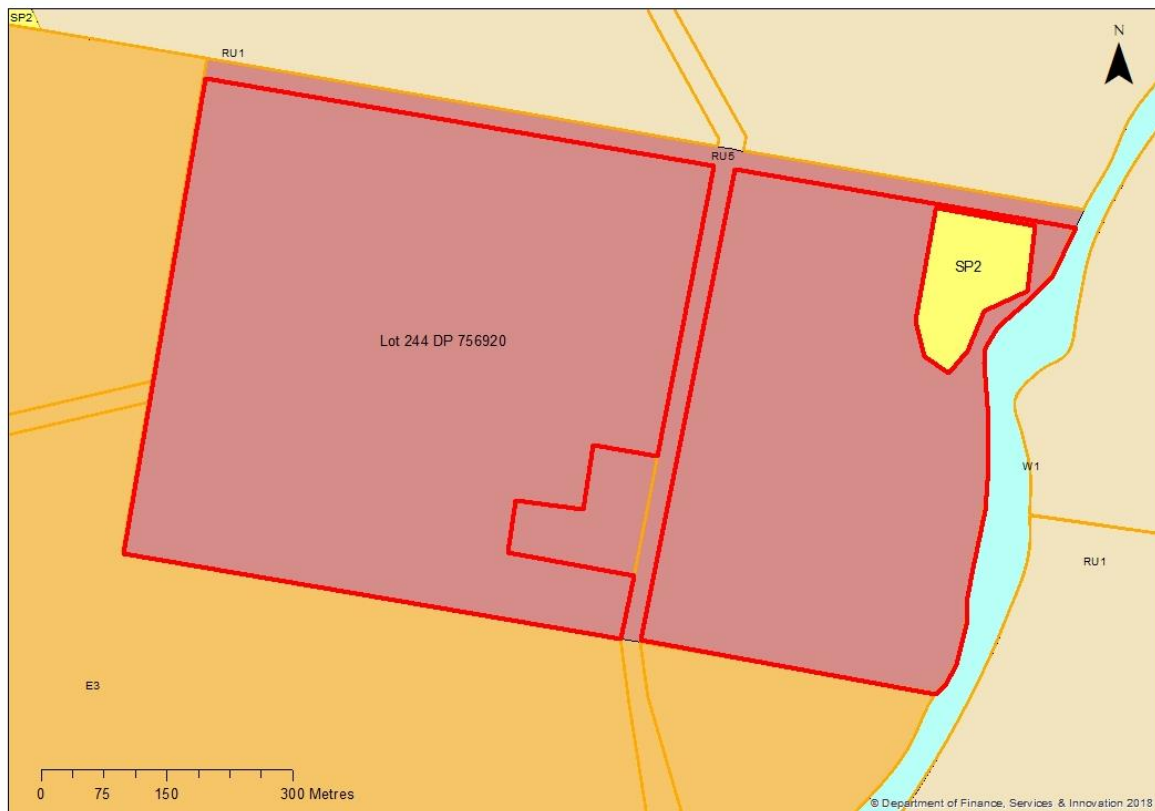 SP2
RU1
N
RU5
SP2
Lot 244 DP 756920
W1
RU1
E3
0 75 150 300 Metres
© Department of Finance, Services & Innovation 2018